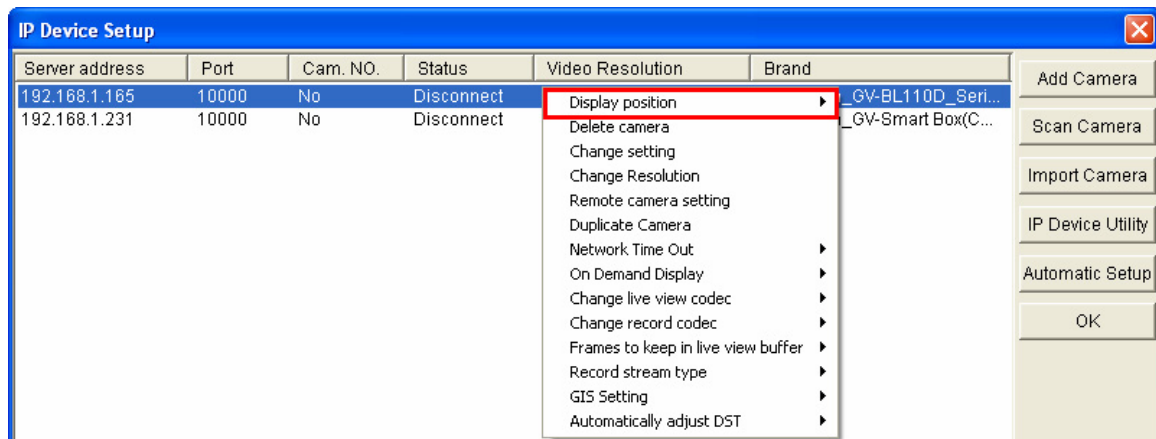 IP Device Setup
Server address Port Cam. NO. Status Video Resolution Brand
192.168.1.165 10000 No Disconnect _GV-BL110D_Seri...
192.168.1.231 10000 No Disconnect _GV-Smart Box(C...
Display position
Delete camera
Change setting
Change Resolution
Remote camera setting
Duplicate Camera
Network Time Out
On Demand Display
Change live view codec
Change record codec
Frames to keep in live view buffer
Record stream type
GIS Setting
Automatically adjust DST
Add Camera
Scan Camera
Import Camera
IP Device Utility
Automatic Setup
OK